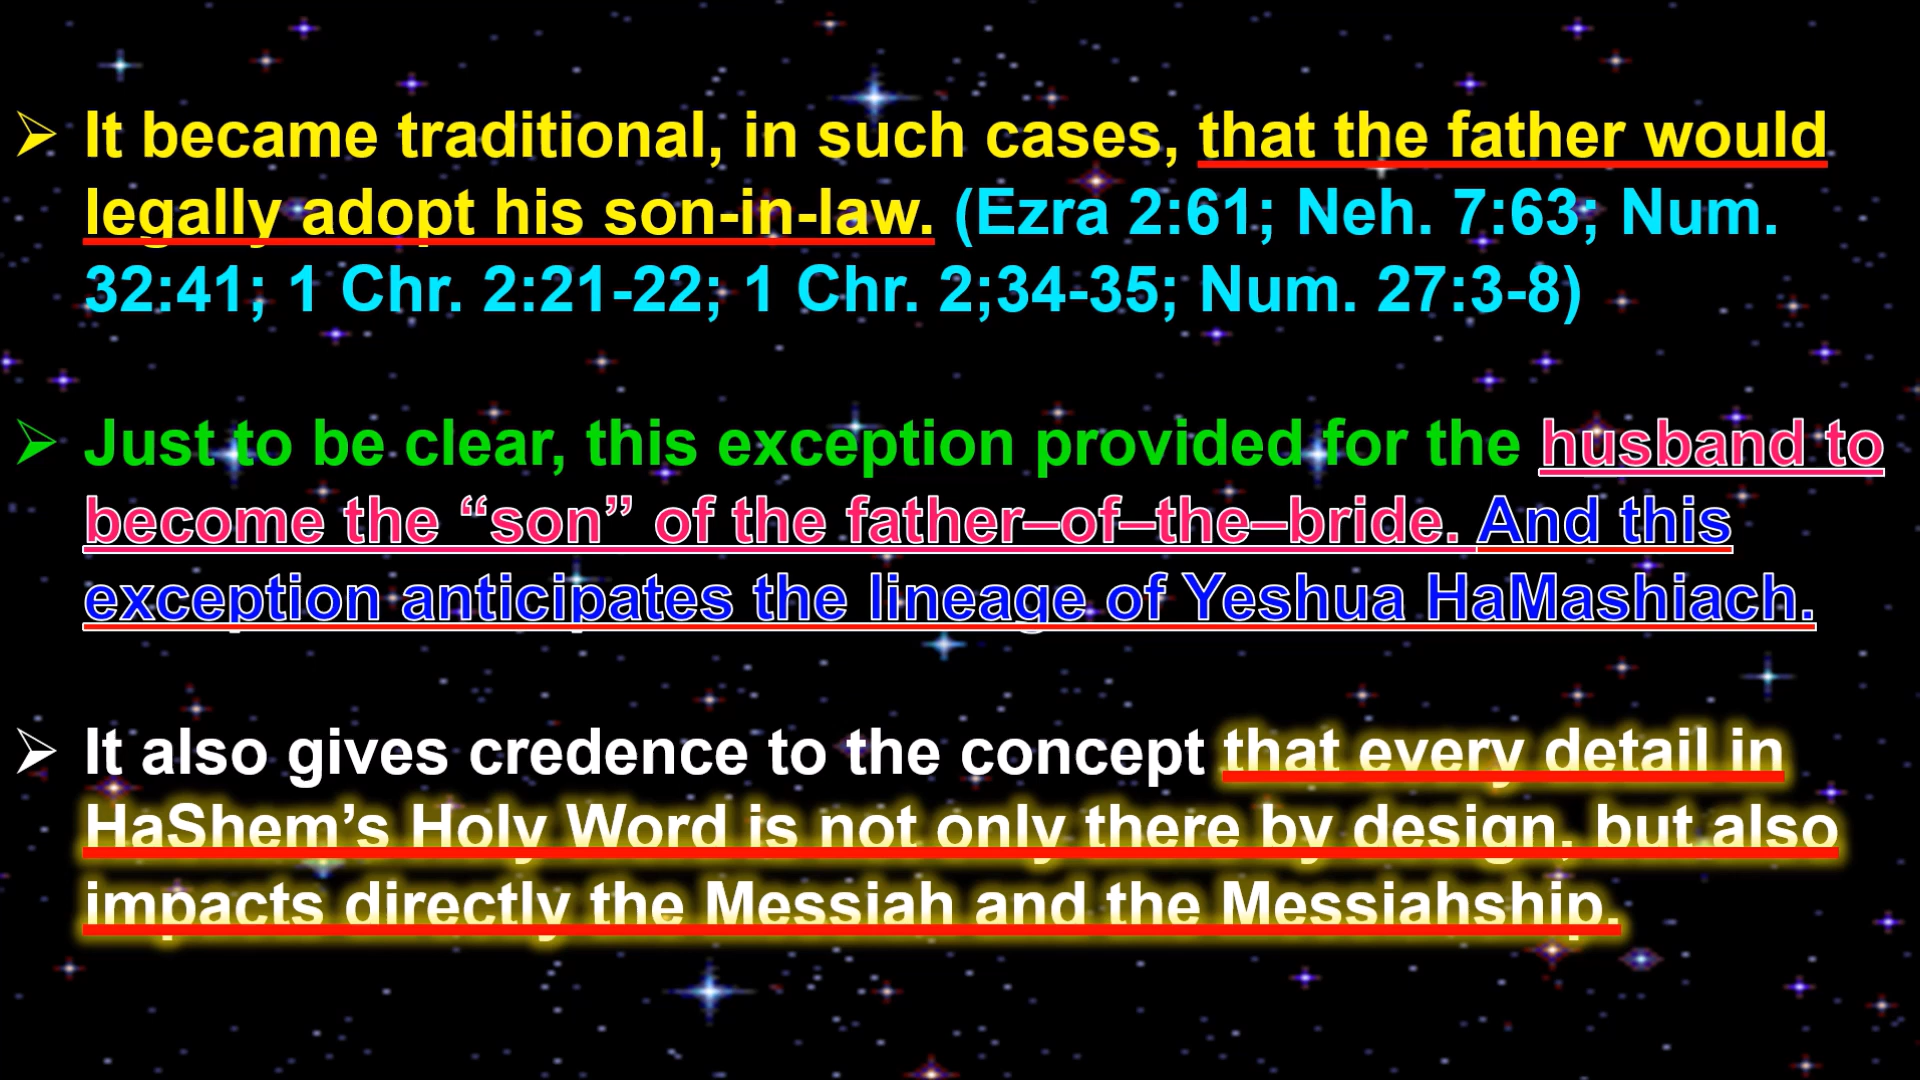 ➢ It became traditional, in such cases, that the father would
legally adopt his son-in-law. (Ezra 2:61; Neh. 7:63; Num.
32:41; 1 Chr. 2:21-22; 1 Chr. 2;34-35; Num. 27:3-8)
➢ Just to be clear, this exception provided for the husband to
become the “son” of the father–of–the–bride. And this
exception anticipates the lineage of Yeshua HaMashiach.
➢ It also gives credence to the concept that every detail in
HaShem’s Holy Word is not only there by design, but also
impacts directly the Messiah and the Messiahship.